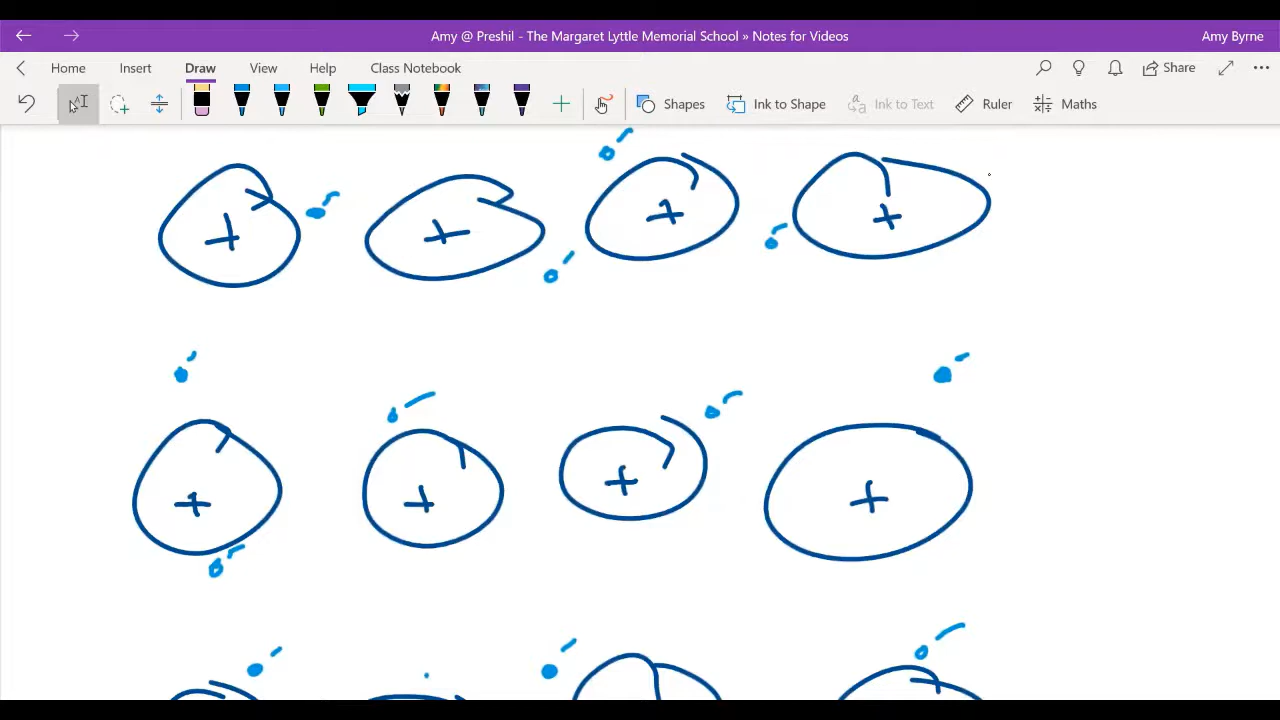 Amy @ Preshil - The Margaret Lyttle Memorial School » Notes for Videos
Amy Byrne
Home Insert Draw View Help Class Notebook Share
Shapes Ink to Shape Ink to Text Ruler Maths
+ + + +
+ + + +